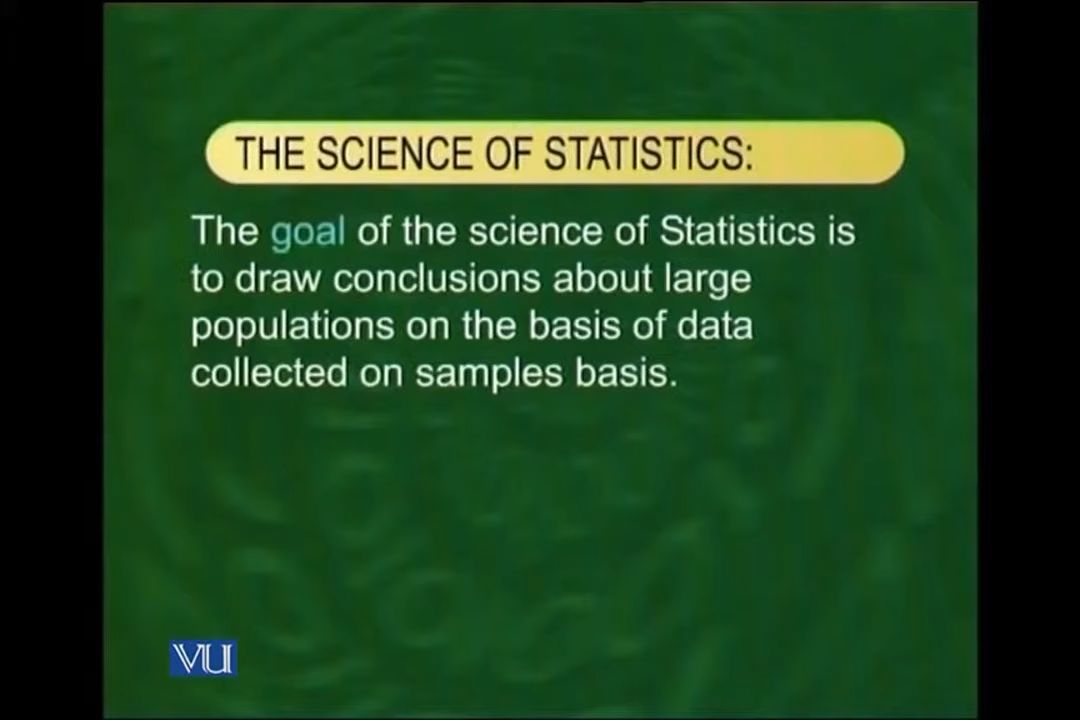 THE SCIENCE OF STATISTICS:
The goal of the science of Statistics is
to draw conclusions about large
populations on the basis of data
collected on samples basis.
VU